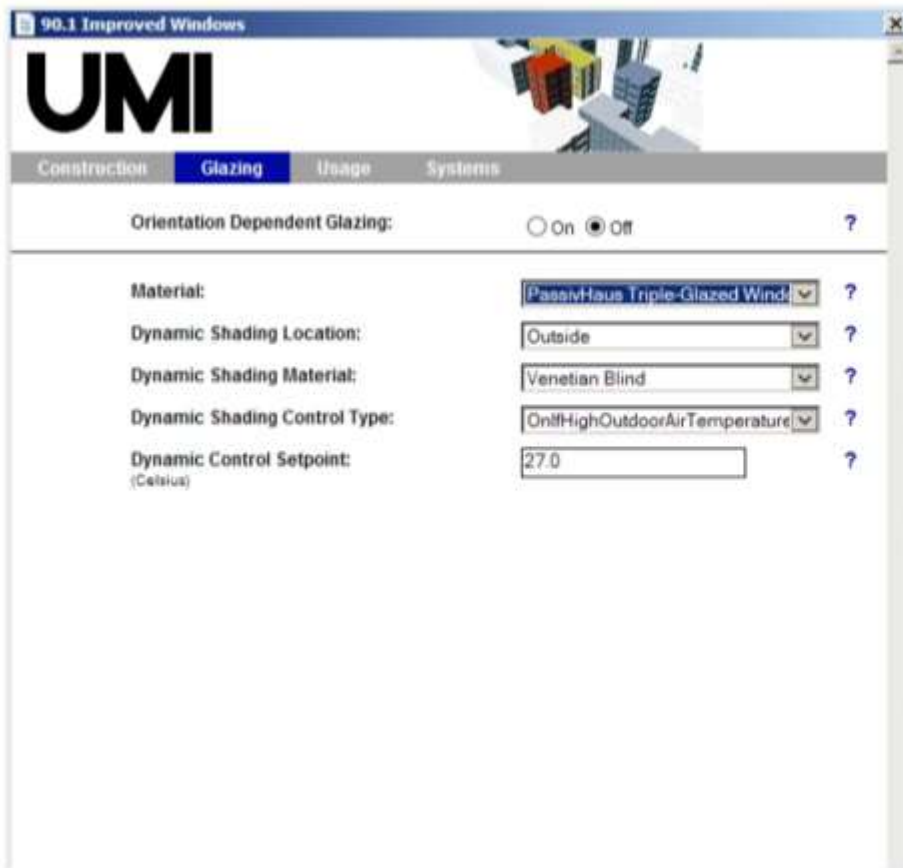 90.1 Improved Windows
UMI
Construction Glazing Usage Systems
Orientation Dependent Glazing: On Off ?
Material: PassivHaus Triple-Glazed Wind ?
Dynamic Shading Location: Outside ?
Dynamic Shading Material: Venetian Blind ?
Dynamic Shading Control Type: OnIfHighOutdoorAirTemperature ?
Dynamic Control Setpoint: 27.0 ?
(Celsius)